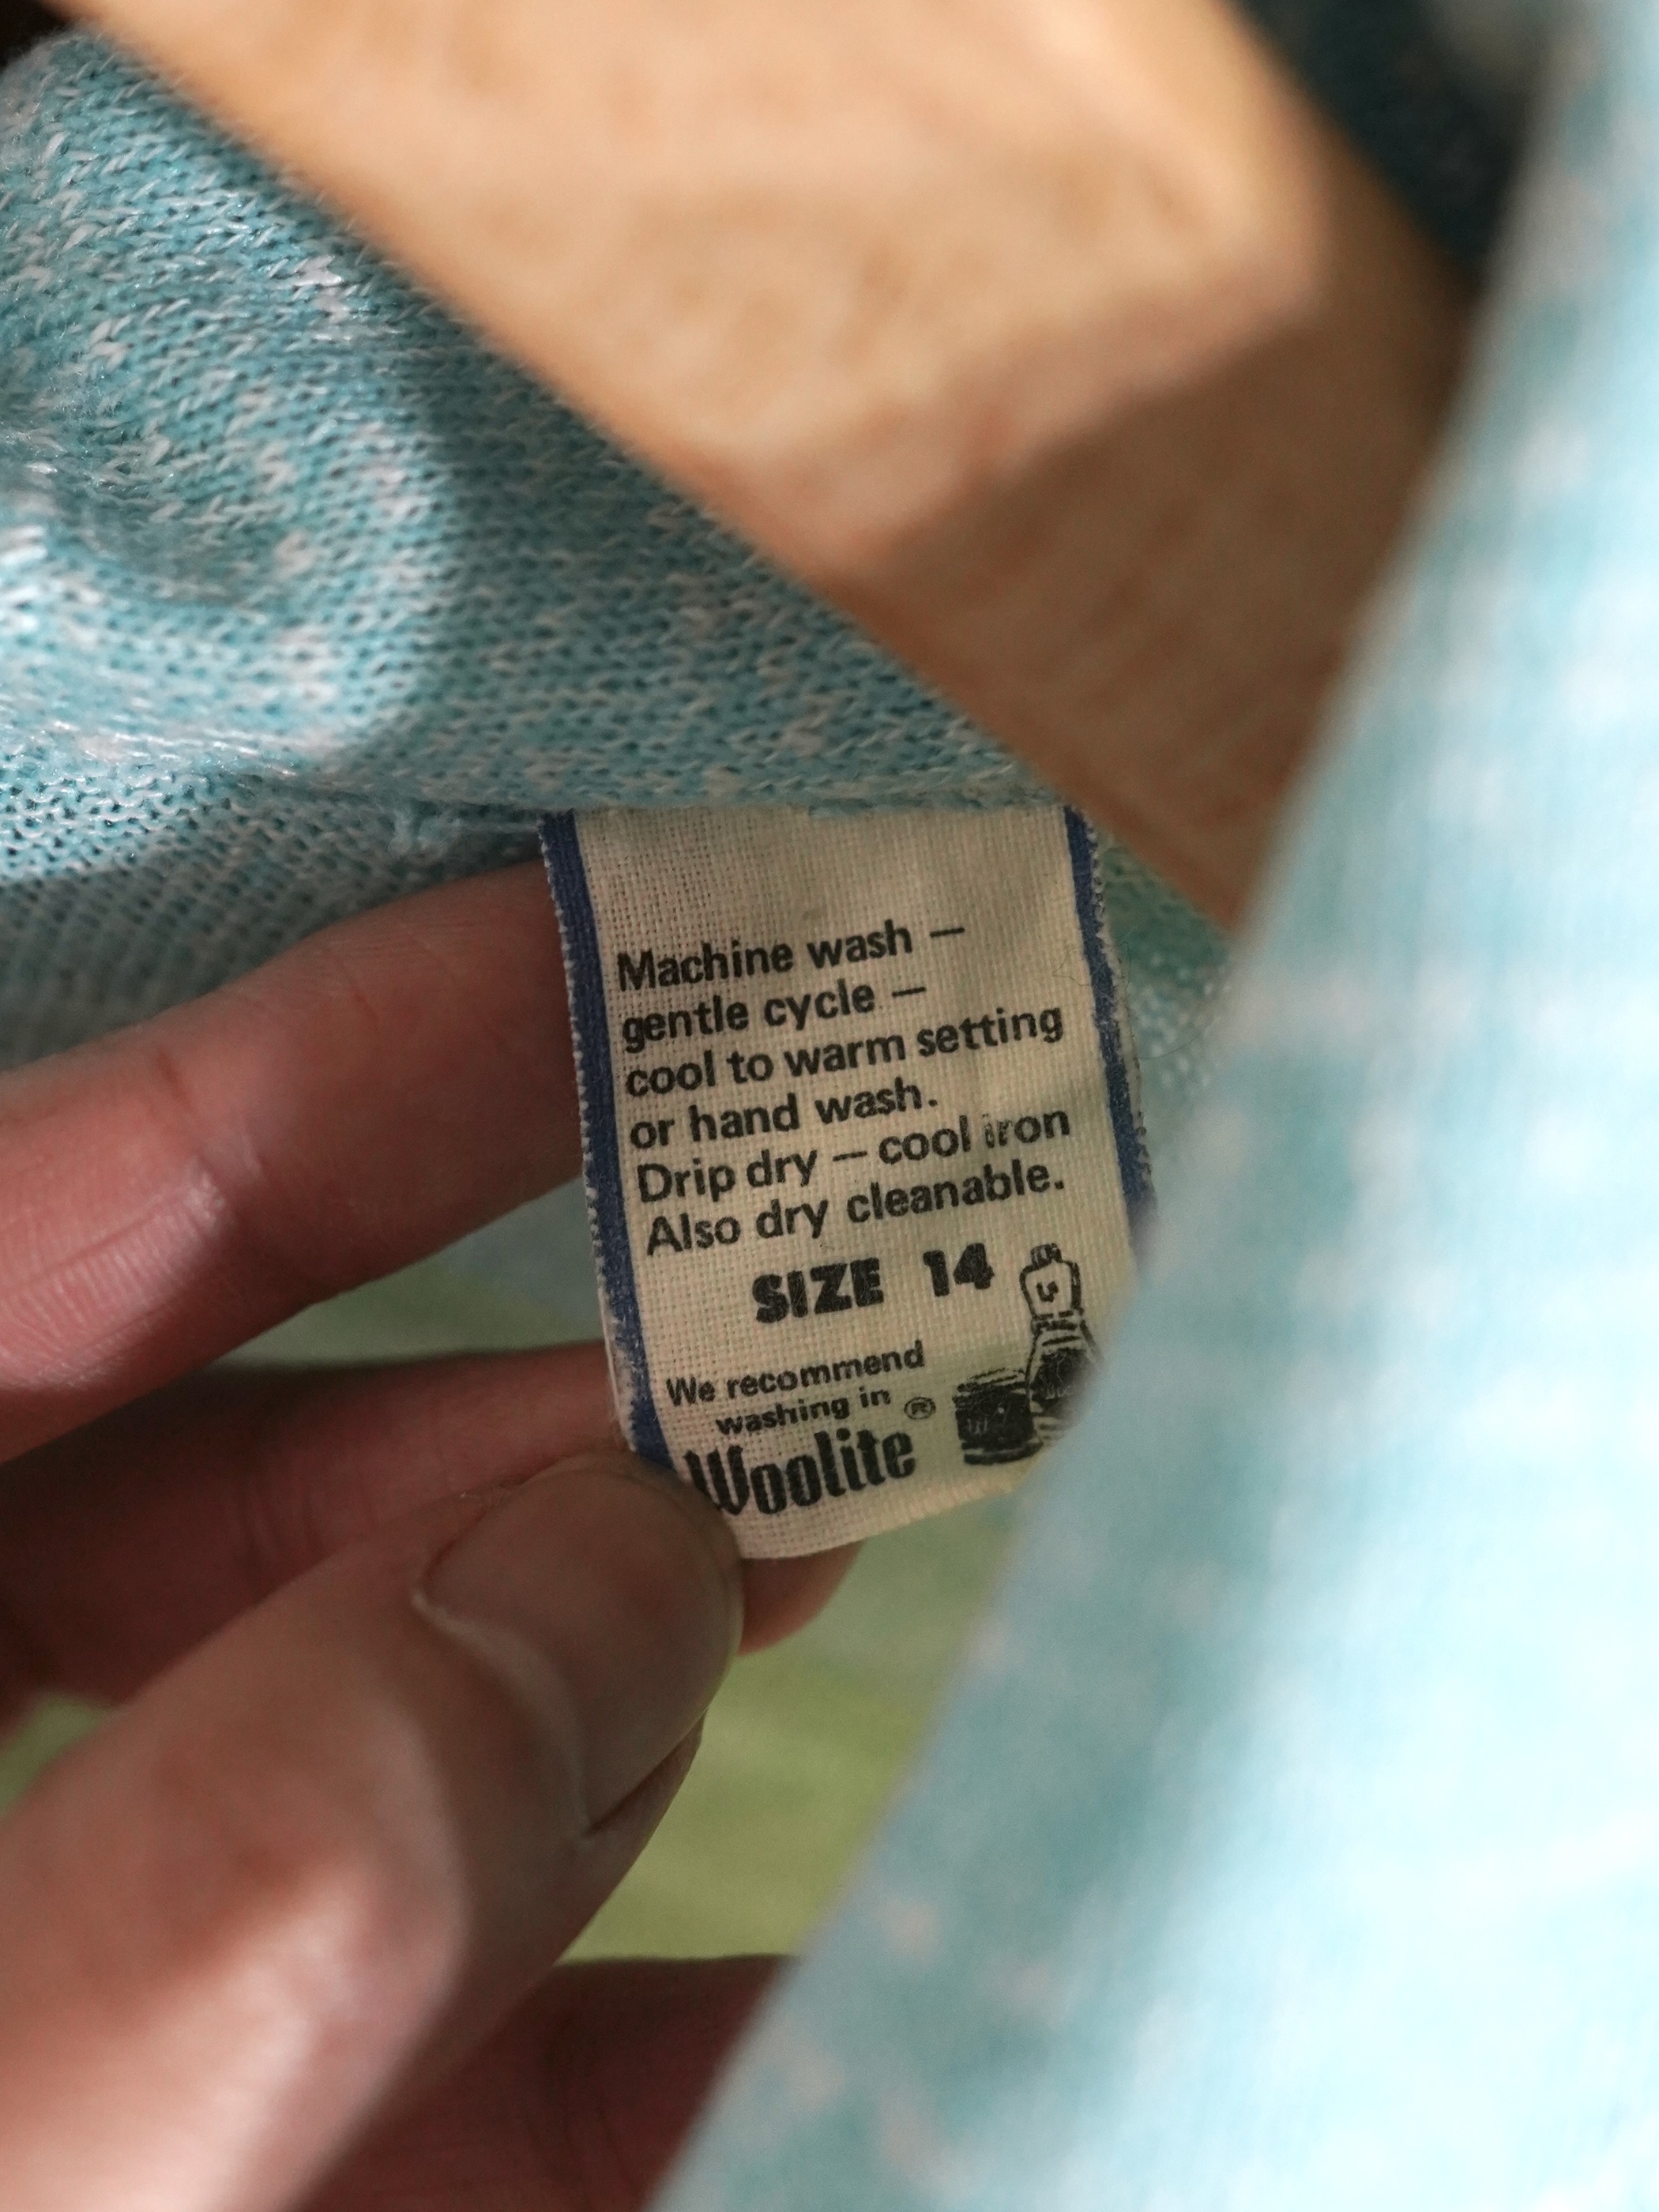 Machine wash —
gentle cycle —
cool to warm setting
or hand wash.
Drip dry — cool iron
Also dry cleanable.
SIZE 14
We recommend
washing in
Woolite ®